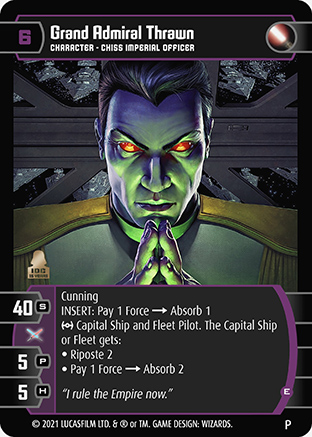 6
Grand Admiral Thrawn
CHARACTER - CHISS IMPERIAL OFFICER
40 S
5 P
5 H
Cunning
INSERT: Pay 1 Force → Absorb 1
Capital Ship and Fleet Pilot. The Capital Ship
or Fleet gets:
• Riposte 2
• Pay 1 Force → Absorb 2
"I rule the Empire now."
E
© 2021 LUCASFILM LTD. & ® or TM. GAME DESIGN: WIZARDS.
P